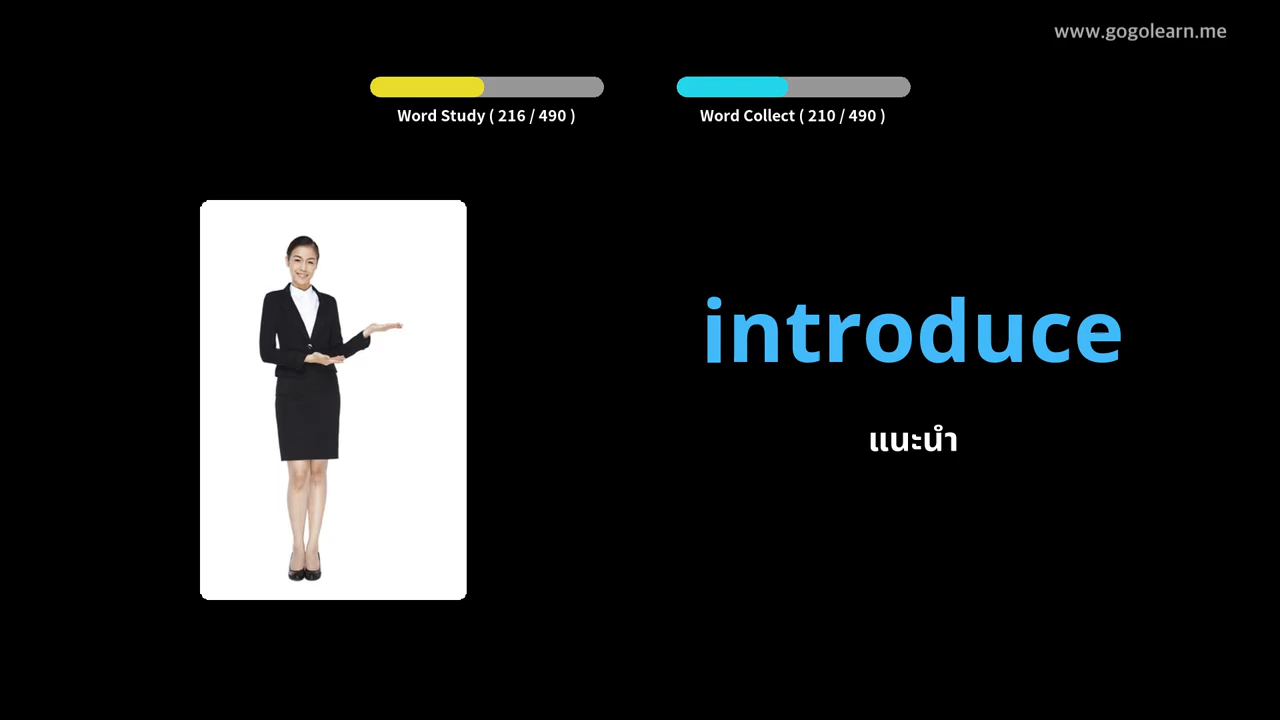 www.gogolearn.me
Word Study ( 216 / 490 )
Word Collect ( 210 / 490 )
introduce
แนะนำ